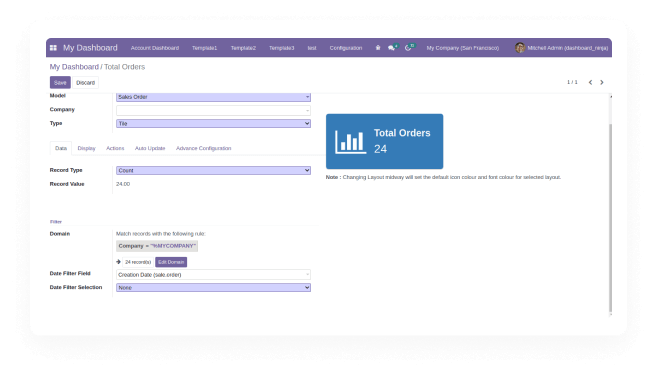 My Dashboard Account Dashboard Template1 Template2 Template3 test Configuration My Company (San Francisco) Mitchell Admin (dashboard_ninja)
My Dashboard / Total Orders
Save Discard 1 / 1
Model Sales Order
Company
Type Tile
Total Orders
24
Data Display Actions Auto Update Advance Configuration
Record Type Count
Note : Changing Layout midway will set the default icon colour and font colour for selected layout.
Record Value 24.00
Filter
Domain Match records with the following rule:
Company = "%MYCOMPANY"
24 record(s) Edit Domain
Date Filter Field Creation Date (sale.order)
Date Filter Selection None